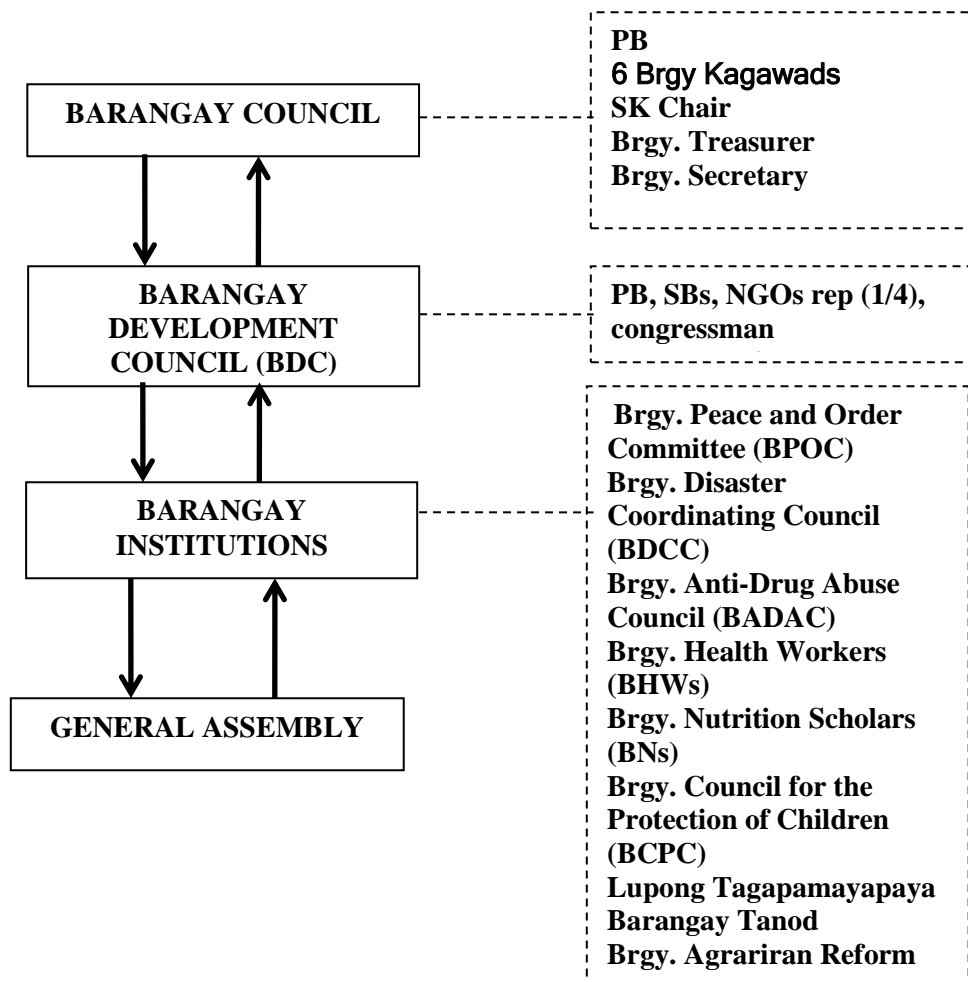 BARANGAY COUNCIL
PB
6 Brgy Kagawads
SK Chair
Brgy. Treasurer
Brgy. Secretary
BARANGAY
DEVELOPMENT
COUNCIL (BDC)
PB, SBs, NGOs rep (1/4),
congressman
BARANGAY
INSTITUTIONS
Brgy. Peace and Order
Committee (BPOC)
Brgy. Disaster
Coordinating Council
(BDCC)
Brgy. Anti-Drug Abuse
Council (BADAC)
Brgy. Health Workers
(BHWs)
Brgy. Nutrition Scholars
(BNs)
Brgy. Council for the
Protection of Children
(BCPC)
Lupong Tagapamayapaya
Barangay Tanod
Brgy. Agrariran Reform
GENERAL ASSEMBLY